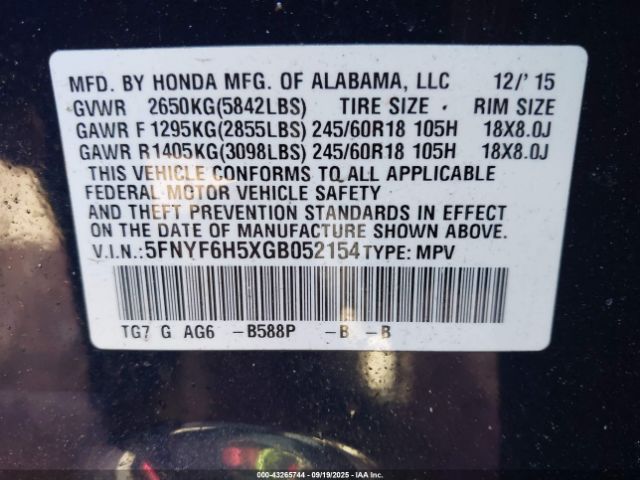 MFD. BY HONDA MFG. OF ALABAMA, LLC 12/'15
GVWR 2650KG(5842LBS) TIRE SIZE RIM SIZE
GAWR F 1295KG(2855LBS) 245/60R18 105H 18X8.0J
GAWR R1405KG(3098LBS) 245/60R18 105H 18X8.0J
THIS VEHICLE CONFORMS TO ALL APPLICABLE
FEDERAL MOTOR VEHICLE SAFETY
AND THEFT PREVENTION STANDARDS IN EFFECT
ON THE DATE OF MANUFACTURE SHOWN ABOVE.
V.I.N.:5FNYF6H5XGB052154 TYPE: MPV
TG7 G AG6 -B588P -B -B
© - 43265744 - 09/19/2025 - IAA Inc.